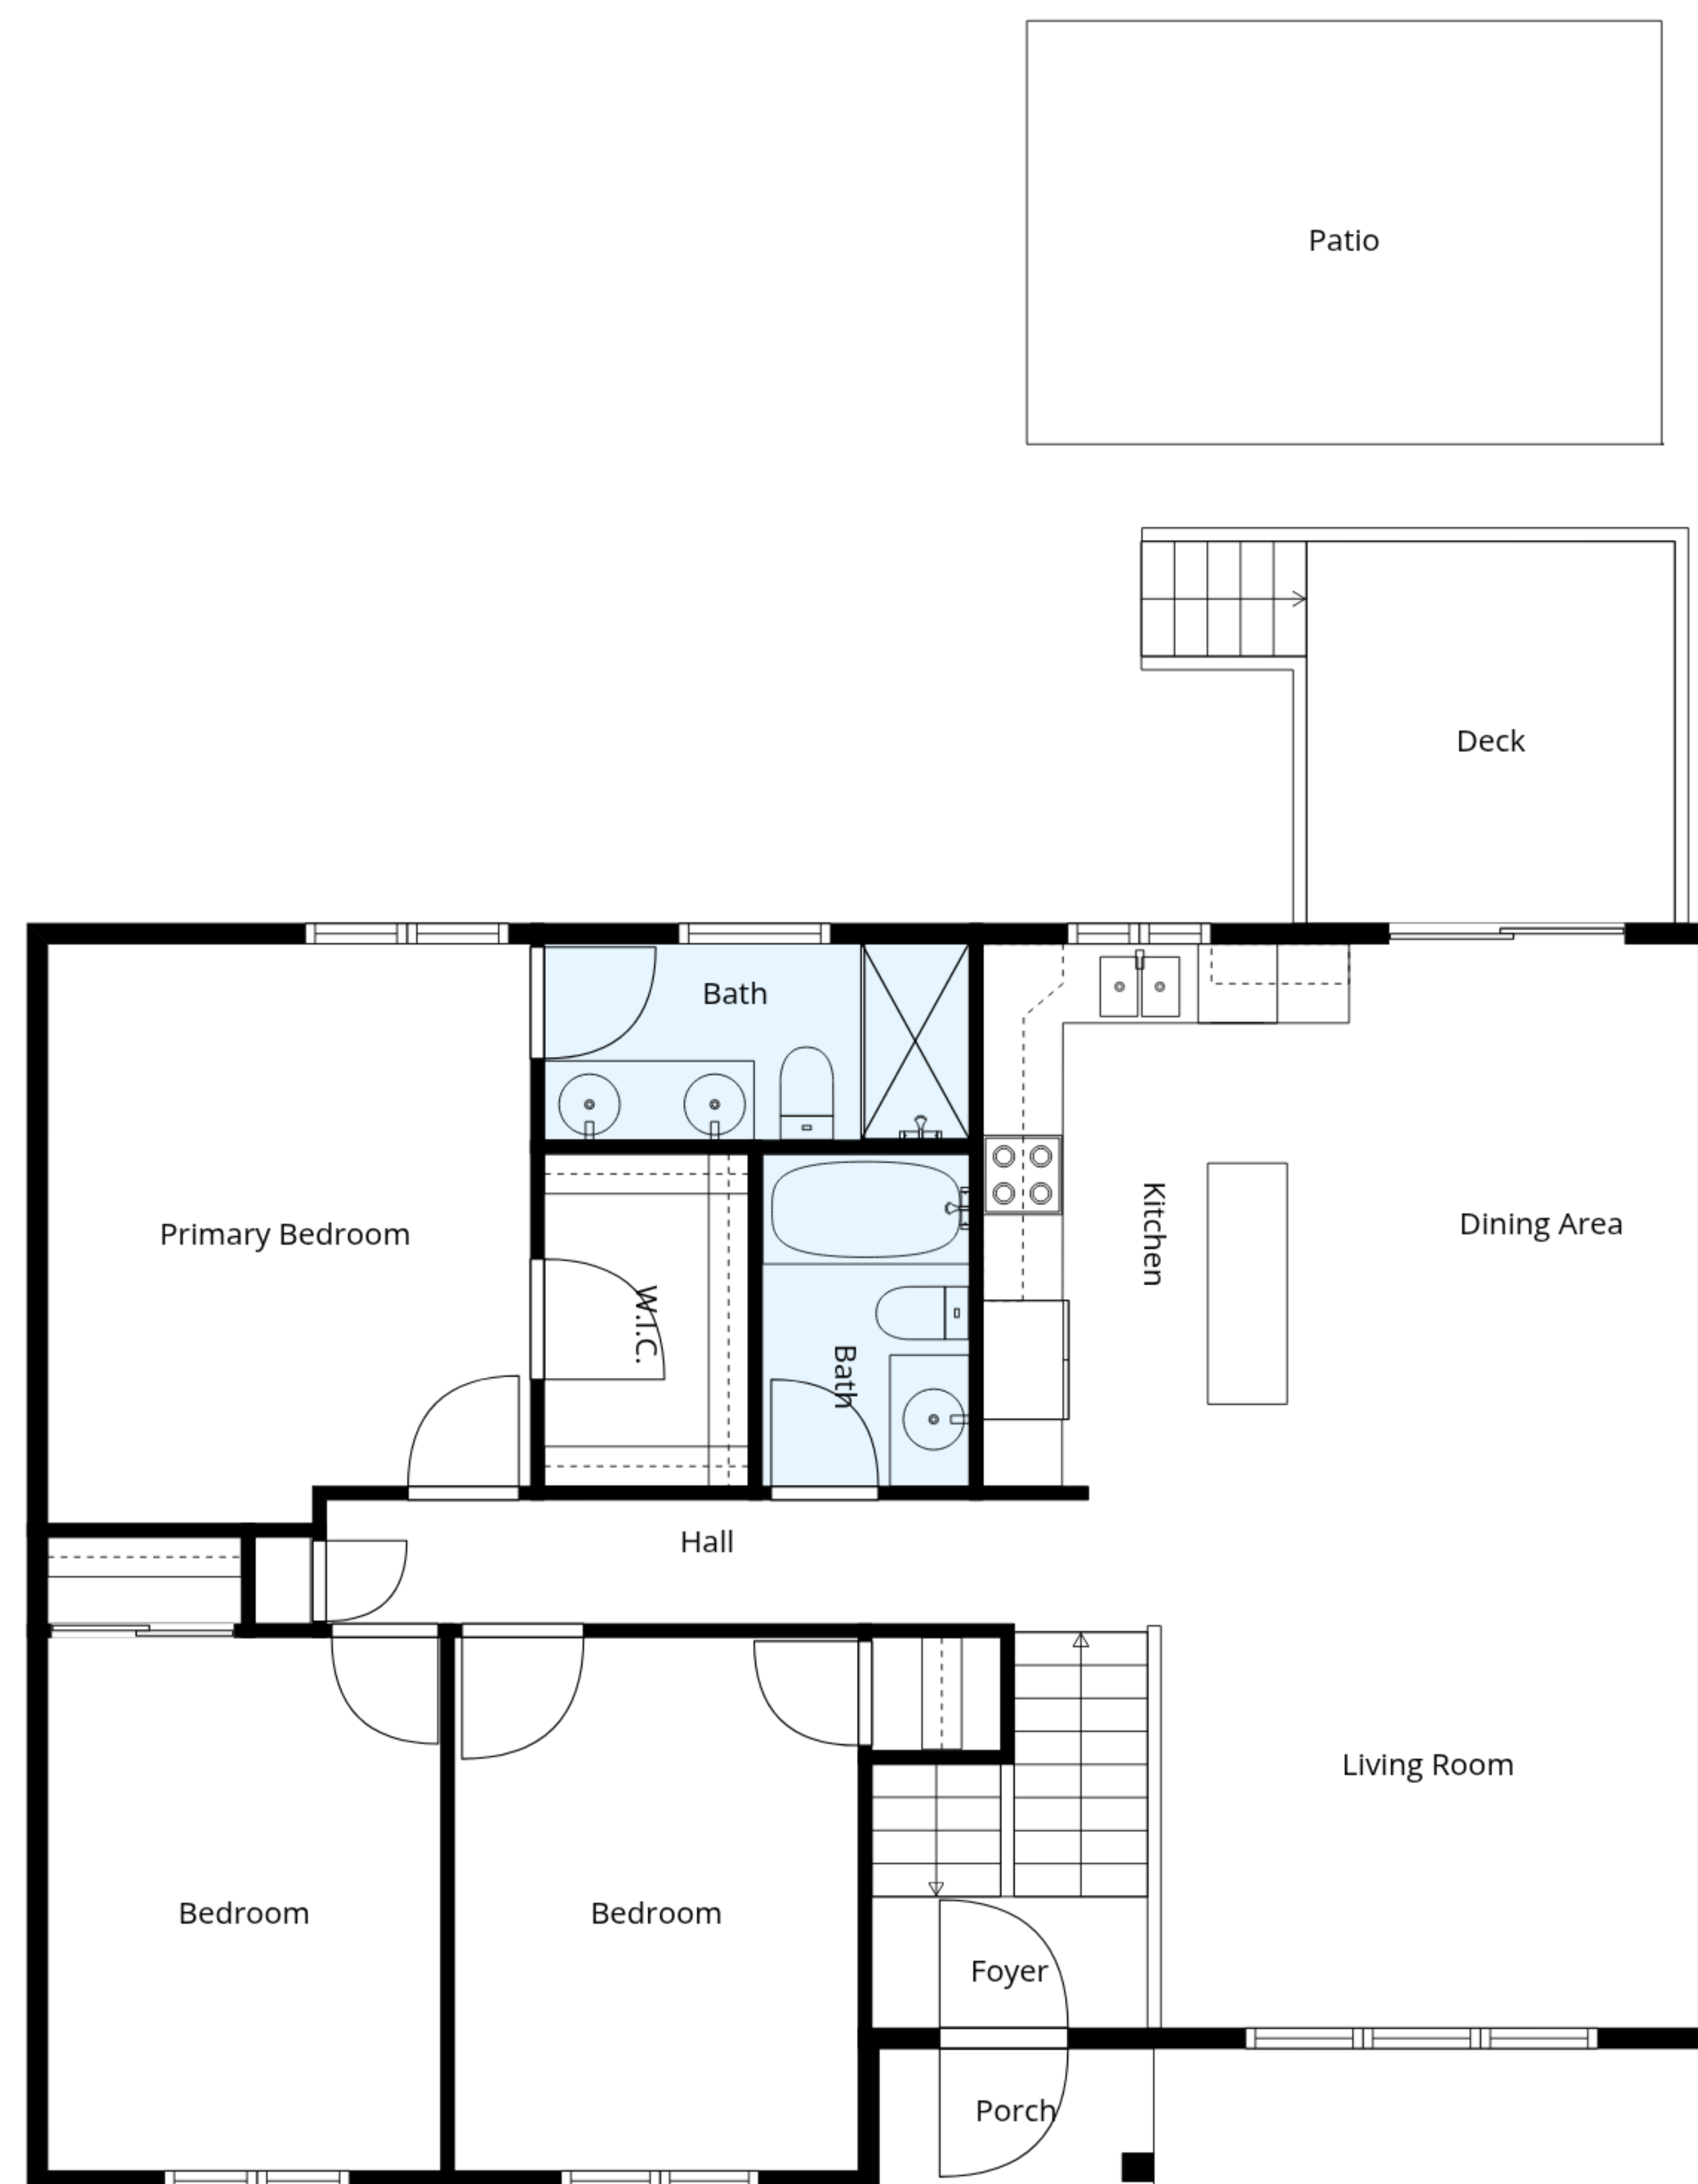 Patio
Deck
Bath
Primary Bedroom
W.I.C.
Bath
Kitchen
Dining Area
Hall
Living Room
Bedroom
Bedroom
Foyer
Porch